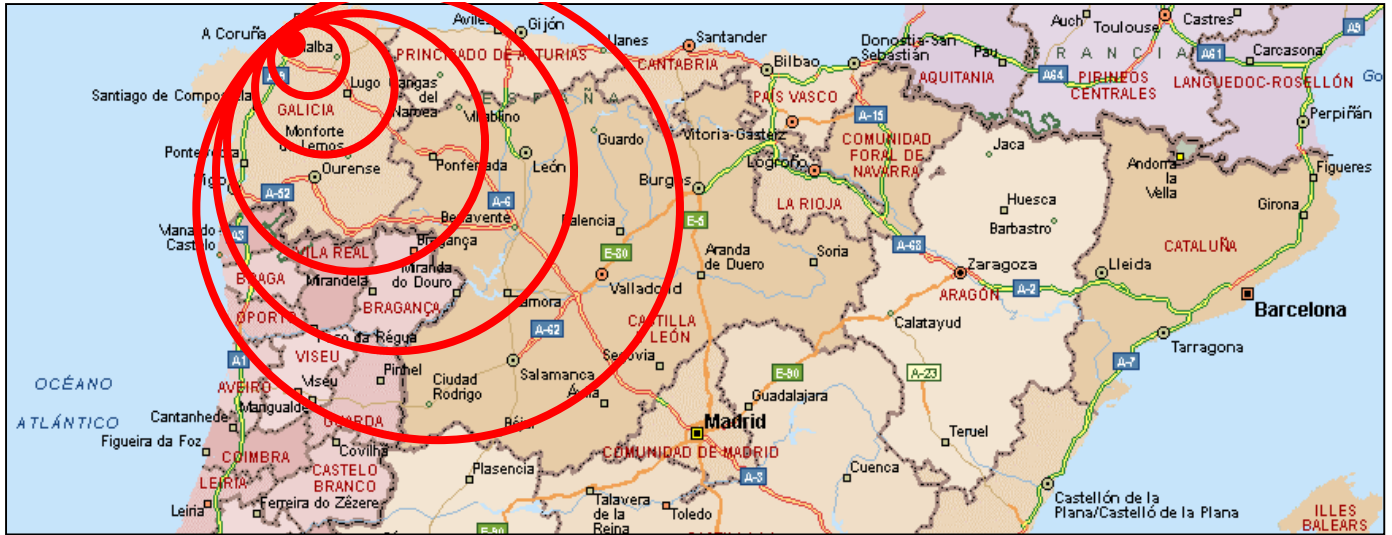 A Coruña
Avilés
Gijón
Llanes
Santander
Donostia-San
Sebastián
Bilbao
Auch
Toulouse
Castres
A9
A61
Carcasona
Pau
A64
RANCIA
AQUITANIA
PIRINEOS
CENTRALES
LANGUEDOC-ROSELLÓN
Go
Perpiñán
PRINCIPADO DE ASTURIAS
CANTABRIA
PAIS VASCO
ESPAÑA
Lugo
Cangas
del
Narcea
Santiago de Compostela
GALICIA
Villablino
Guardo
Vitoria-Gasteiz
A-15
COMUNIDAD
FORAL DE
NAVARRA
Monforte
de Lemos
Pontevedra
Ourense
Ponferrada
León
Logroño
Jaca
Andorra
la
Vella
Figueres
Vigo
A-52
A-6
Burgos
LA RIOJA
Huesca
Barbastro
Girona
Benavente
Palencia
E-5
Viana do
Castelo
A3
VILA REAL
Bragança
E-80
Aranda
de Duero
Soria
A-68
CATALUÑA
Zaragoza
Lleida
BRAGA
Mirandela
Miranda
do Douro
BRAGANÇA
Valladolid
ARAGÓN
A-2
Barcelona
OPORTO
Zamora
CASTILLA
LEÓN
Calatayud
Peso da Régua
A-62
A1
VISEU
Segovia
Tarragona
A-7
Pinhel
Salamanca
E-90
A-23
OCÉANO
ATLÁNTICO
AVEIRO
Viseu
Mangualde
Ciudad
Rodrigo
Ávila
Guadalajara
Cantanhede
GUARDA
Béjar
Madrid
Teruel
Figueira da Foz
COIMBRA
Covilhã
COMUNIDAD DE MADRID
CASTELO
BRANCO
Plasencia
A-3
Cuenca
LEIRIA
Leiria
Ferreira do Zêzere
Talavera
de la
Reina
Toledo
Castellón de la
Plana/Castelló de la Plana
E-90
ILLES
BALEARS